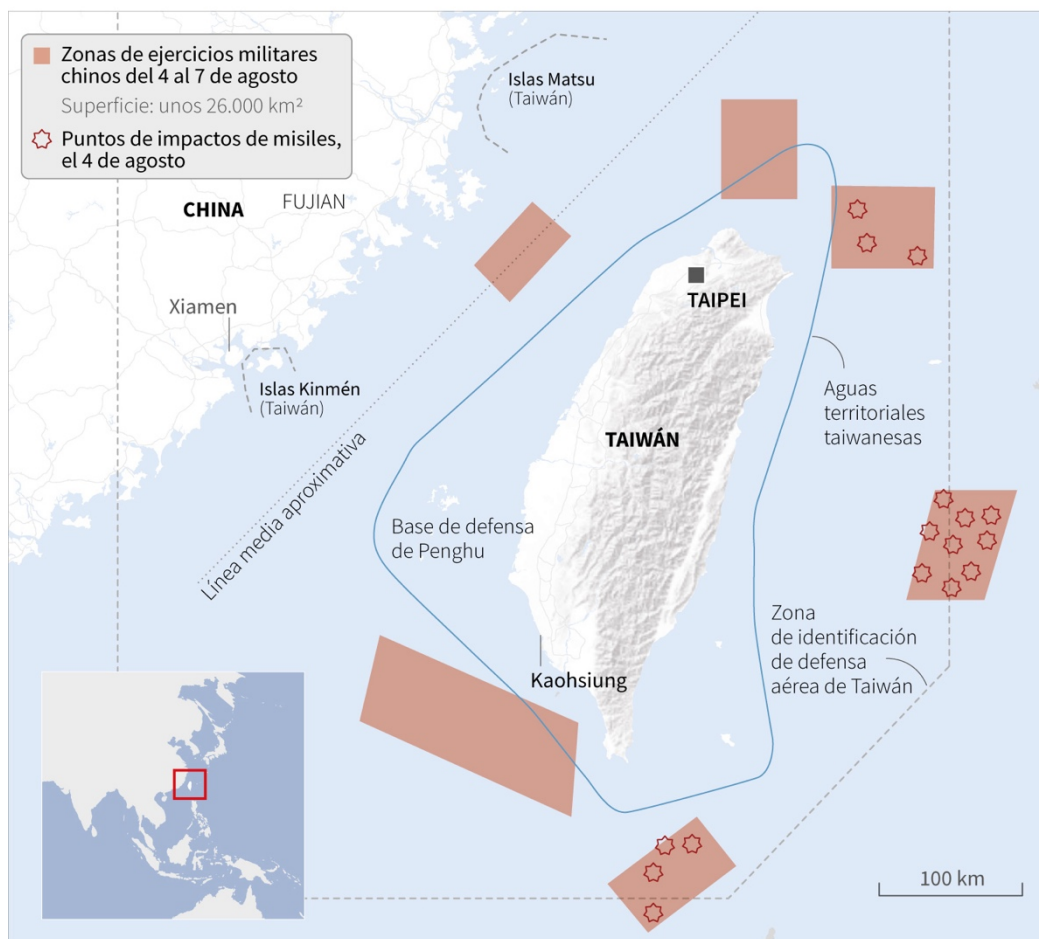 Zonas de ejercicios militares
chinos del 4 al 7 de agosto
Superficie: unos 26.000 km²
Puntos de impactos de misiles,
el 4 de agosto
Islas Matsu
(Taiwán)
CHINA
FUJIAN
Xiamen
TAIPEI
Islas Kinmén
(Taiwán)
Aguas
territoriales
taiwanesas
TAIWÁN
Línea media aproximativa
Base de defensa
de Penghu
Zona
de identificación
de defensa
aérea de Taiwán
Kaohsiung
100 km